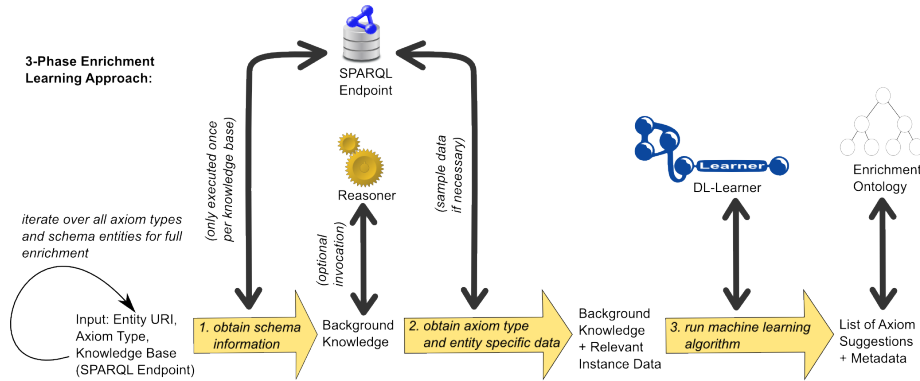 3-Phase Enrichment
Learning Approach:
SPARQL
Endpoint
(only executed once
per knowledge base)
Reasoner
(optional
invocation)
(sample data
if necessary)
Learner
DL-Learner
Enrichment
Ontology
iterate over all axiom types
and schema entities for full
enrichment
Input: Entity URI,
Axiom Type,
Knowledge Base
(SPARQL Endpoint)
1. obtain schema
information
Background
Knowledge
2. obtain axiom type
and entity specific data
Background
Knowledge
+ Relevant
Instance Data
3. run machine learning
algorithm
List of Axiom
Suggestions
+ Metadata